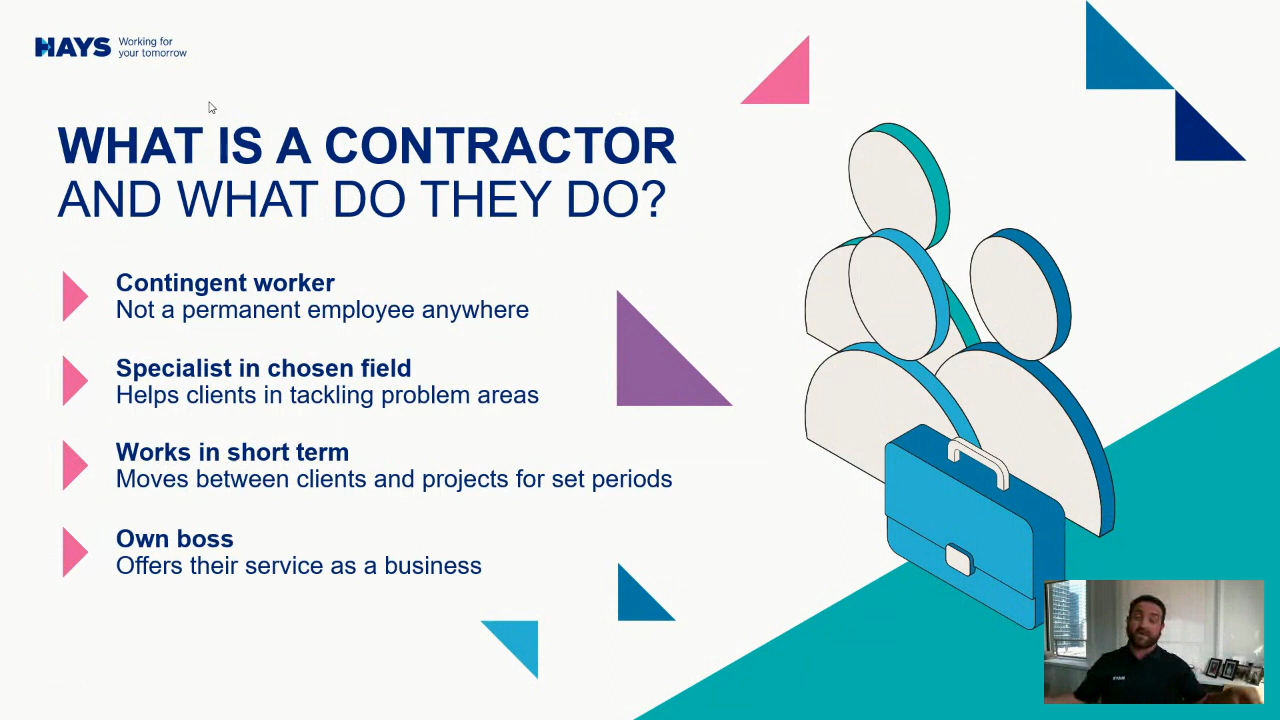 HAYS
Working for
your tomorrow
WHAT IS A CONTRACTOR
AND WHAT DO THEY DO?
Contingent worker
Not a permanent employee anywhere
Specialist in chosen field
Helps clients in tackling problem areas
Works in short term
Moves between clients and projects for set periods
Own boss
Offers their service as a business